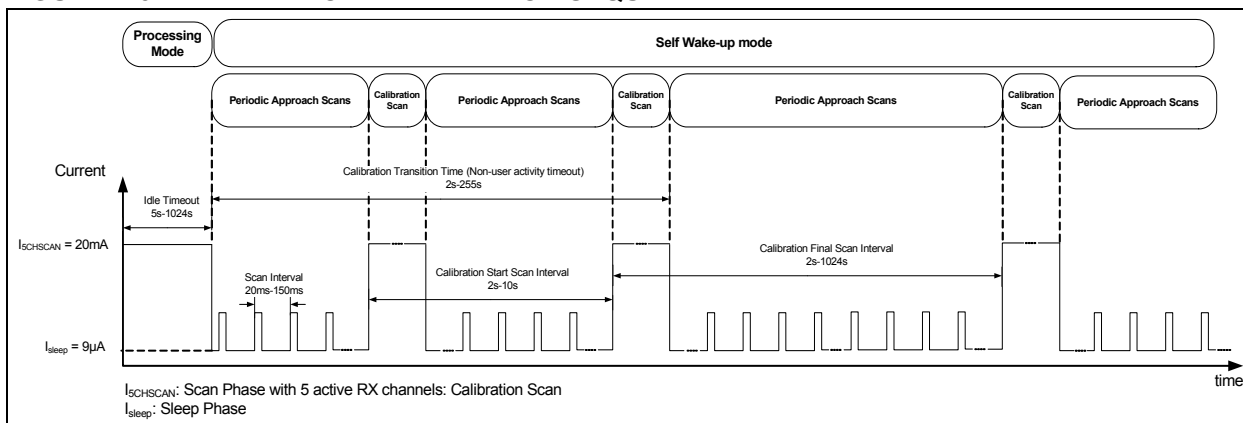 Processing
Mode
Self Wake-up mode
Periodic Approach Scans
Calibration
Scan
Periodic Approach Scans
Calibration
Scan
Periodic Approach Scans
Calibration
Scan
Periodic Approach Scans
Current
Calibration Transition Time (Non-user activity timeout)
2s-255s
Idle Timeout
5s-1024s
I5CHSCAN = 20mA
Scan Interval
20ms-150ms
Calibration Start Scan Interval
2s-10s
Calibration Final Scan Interval
2s-1024s
Isleep = 9µA
time
I5CHSCAN: Scan Phase with 5 active RX channels: Calibration Scan
Isleep: Sleep Phase